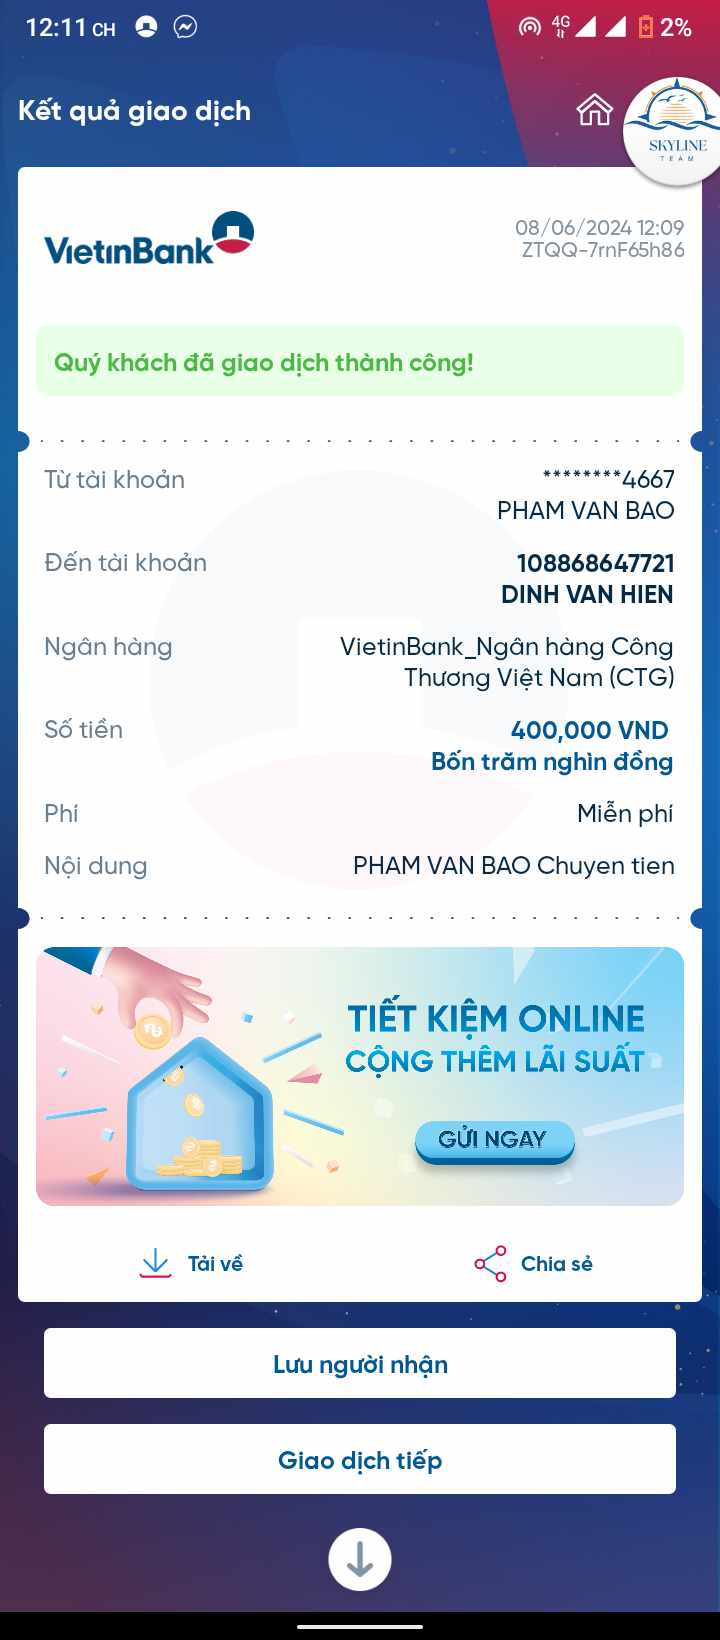 12:11 CH
4G
2%
Kết quả giao dịch
SKYLINE
TEAM
VietinBank
08/06/2024 12:09
ZTQQ-7rnF65h86
Quý khách đã giao dịch thành công!
Từ tài khoản
********4667
PHAM VAN BAO
Đến tài khoản
108868647721
DINH VAN HIEN
Ngân hàng
VietinBank_Ngân hàng Công
Thương Việt Nam (CTG)
Số tiền
400,000 VND
Bốn trăm nghìn đồng
Phí
Miễn phí
Nội dung
PHAM VAN BAO Chuyen tien
TIẾT KIỆM ONLINE
CỘNG THÊM LÃI SUẤT
GỬI NGAY
Tải về
Chia sẻ
Lưu người nhận
Giao dịch tiếp